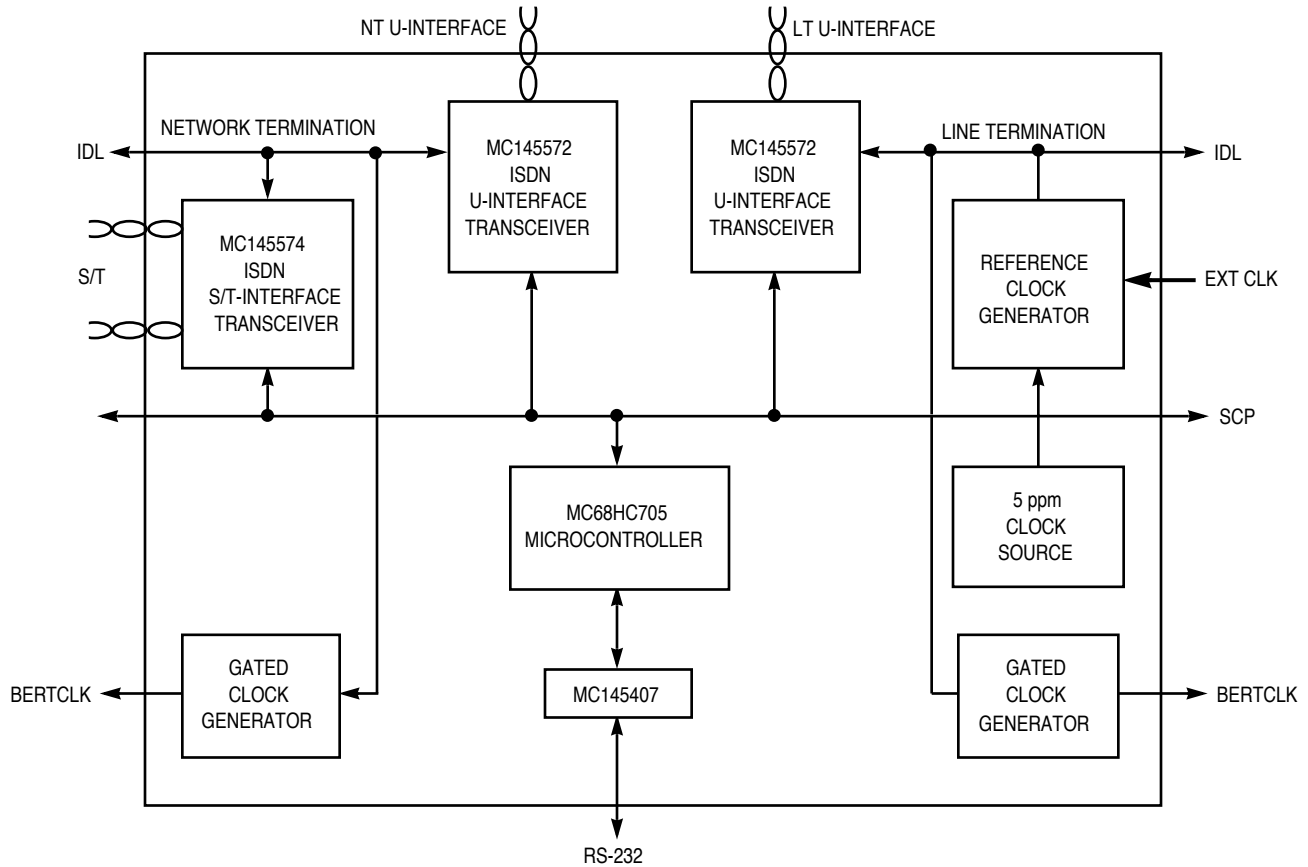 NT U-INTERFACE
LT U-INTERFACE
NETWORK TERMINATION
LINE TERMINATION
IDL
IDL
MC145572
ISDN
U-INTERFACE
TRANSCEIVER
MC145572
ISDN
U-INTERFACE
TRANSCEIVER
S/T
MC145574
ISDN
S/T-INTERFACE
TRANSCEIVER
REFERENCE
CLOCK
GENERATOR
EXT CLK
SCP
MC68HC705
MICROCONTROLLER
5 ppm
CLOCK
SOURCE
BERTCLK
GATED
CLOCK
GENERATOR
MC145407
GATED
CLOCK
GENERATOR
BERTCLK
RS-232